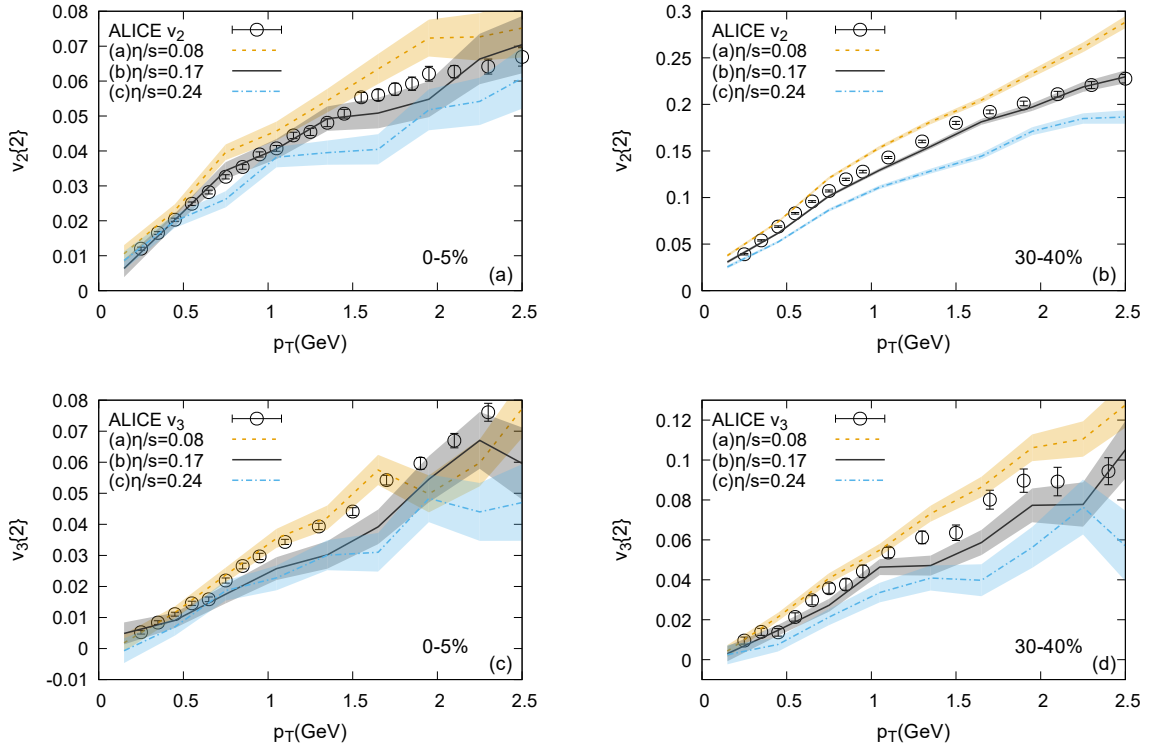 0.08
0.07
0.06
0.05
0.04
0.03
0.02
0.01
0
v2{2}
ALICE v2
(a)η/s=0.08
(b)η/s=0.17
(c)η/s=0.24
0-5%
(a)
0 0.5 1 1.5 2 2.5
pT(GeV)
0.3
0.25
0.2
0.15
0.1
0.05
0
v2{2}
ALICE v2
(a)η/s=0.08
(b)η/s=0.17
(c)η/s=0.24
30-40%
(b)
0 0.5 1 1.5 2 2.5
pT(GeV)
0.08
0.07
0.06
0.05
0.04
0.03
0.02
0.01
0
-0.01
v3{2}
ALICE v3
(a)η/s=0.08
(b)η/s=0.17
(c)η/s=0.24
0-5%
(c)
0 0.5 1 1.5 2 2.5
pT(GeV)
0.12
0.1
0.08
0.06
0.04
0.02
0
v3{2}
ALICE v3
(a)η/s=0.08
(b)η/s=0.17
(c)η/s=0.24
30-40%
(d)
0 0.5 1 1.5 2 2.5
pT(GeV)